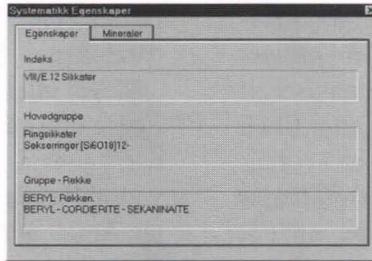 Systematikk Egenskaper
Egenskaper Mineraler
Indeks
VIII/E.12 Silikater
Hovedgruppe
Ringsilikater
Sekserringer [Si6O18]12-
Gruppe - Rekke
BERYL Rekken.
BERYL - CORDIERITE - SEKANINAITE